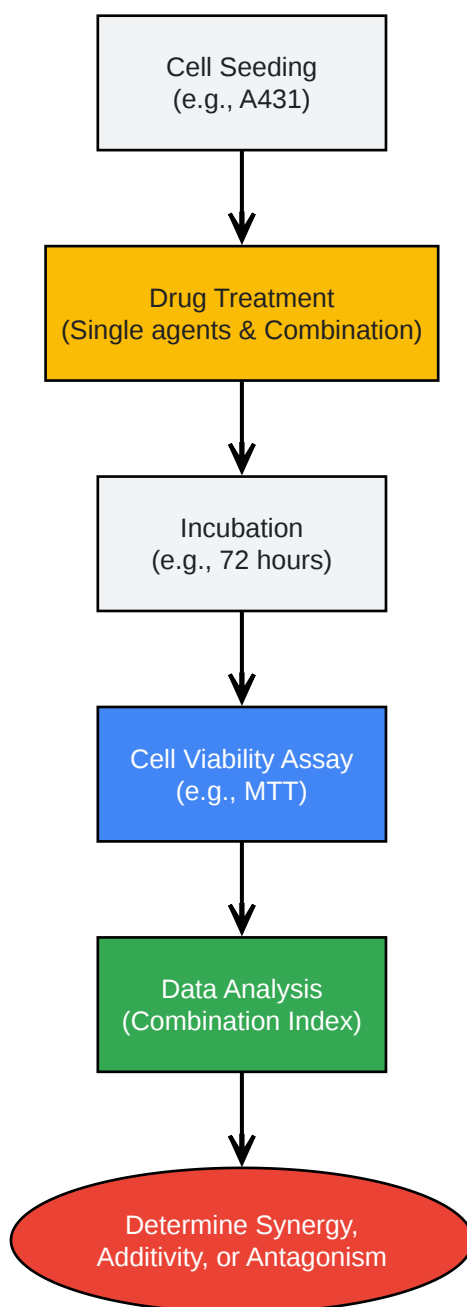 Cell Seeding
(e.g., A431)
Drug Treatment
(Single agents & Combination)
Incubation
(e.g., 72 hours)
Cell Viability Assay
(e.g., MTT)
Data Analysis
(Combination Index)
Determine Synergy,
Additivity, or Antagonism